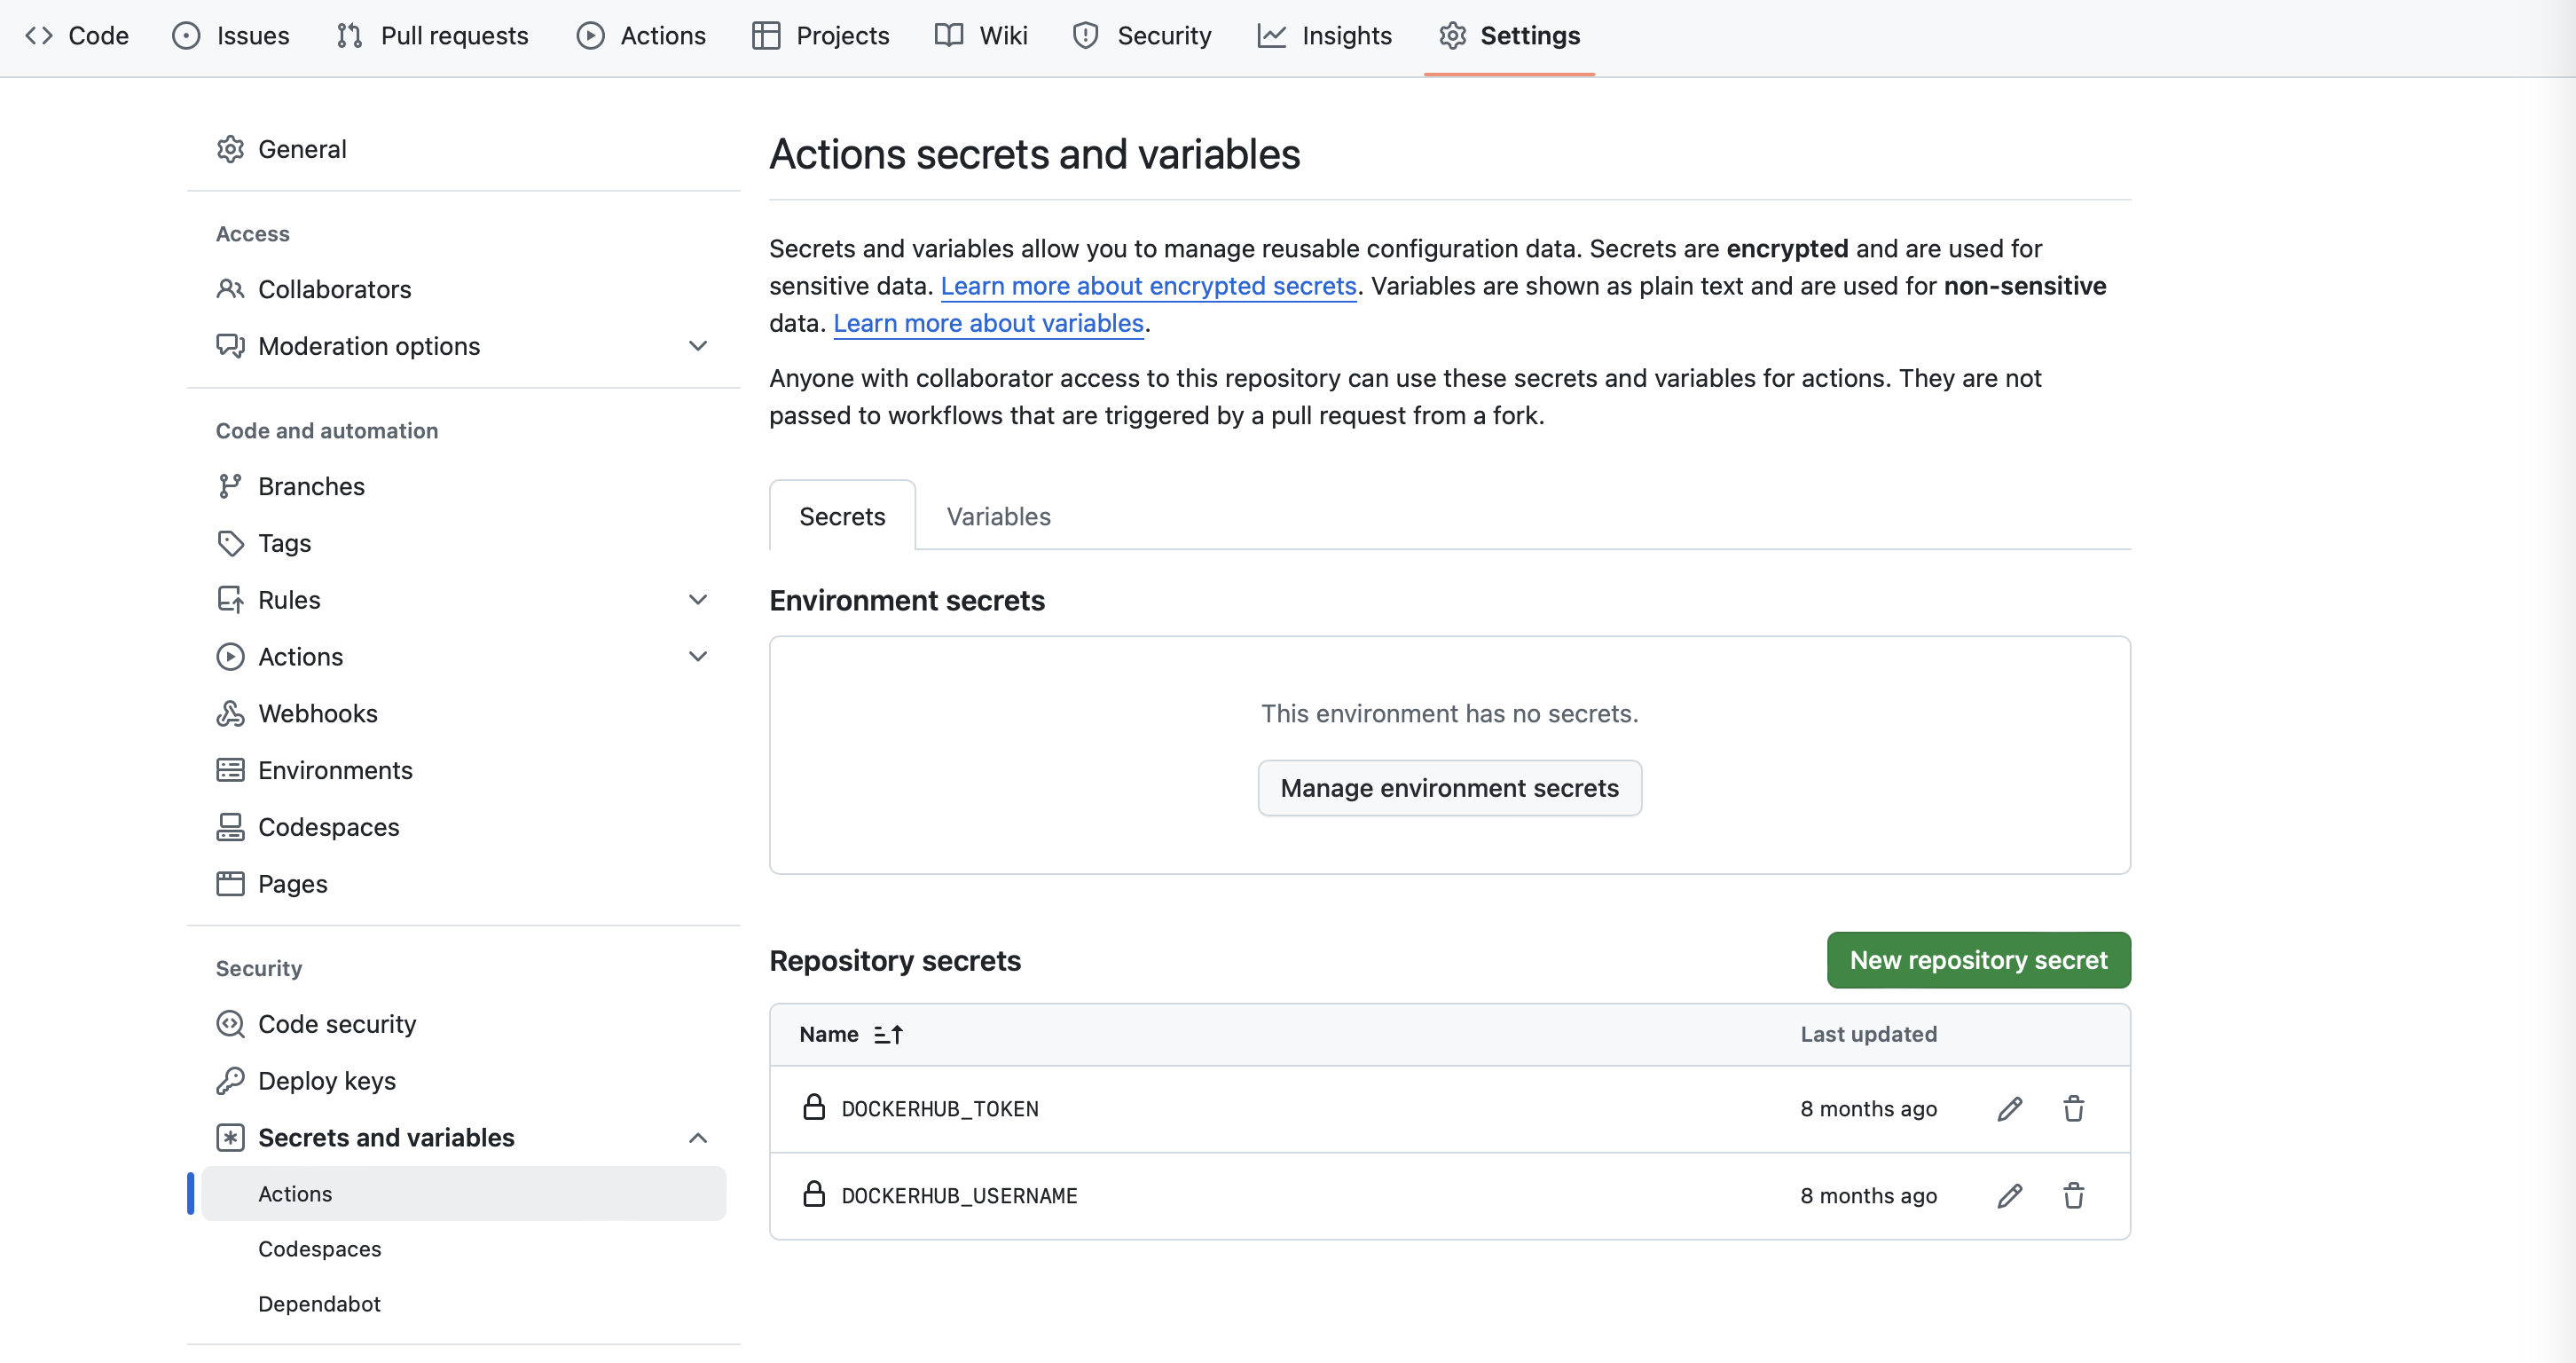 Code Issues Pull requests Actions Projects Wiki Security Insights Settings
General
Access
Collaborators
Moderation options
Code and automation
Branches
Tags
Rules
Actions
Webhooks
Environments
Codespaces
Pages
Security
Code security
Deploy keys
Secrets and variables
Actions
Codespaces
Dependabot
Actions secrets and variables
Secrets and variables allow you to manage reusable configuration data. Secrets are encrypted and are used for
sensitive data. Learn more about encrypted secrets. Variables are shown as plain text and are used for non-sensitive
data. Learn more about variables.
Anyone with collaborator access to this repository can use these secrets and variables for actions. They are not
passed to workflows that are triggered by a pull request from a fork.
Secrets Variables
Environment secrets
This environment has no secrets.
Manage environment secrets
Repository secrets New repository secret
Name Last updated
DOCKERHUB_TOKEN 8 months ago
DOCKERHUB_USERNAME 8 months ago